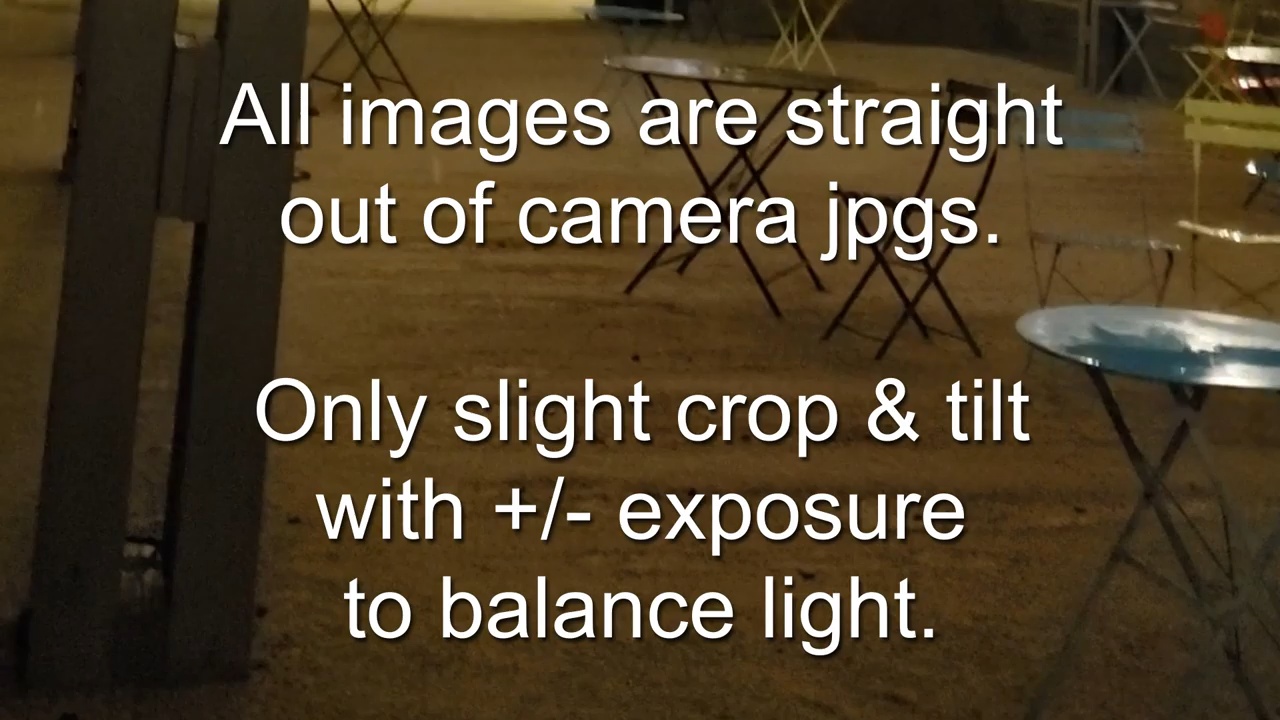 All images are straight
out of camera jpgs.
Only slight crop & tilt
with +/- exposure
to balance light.